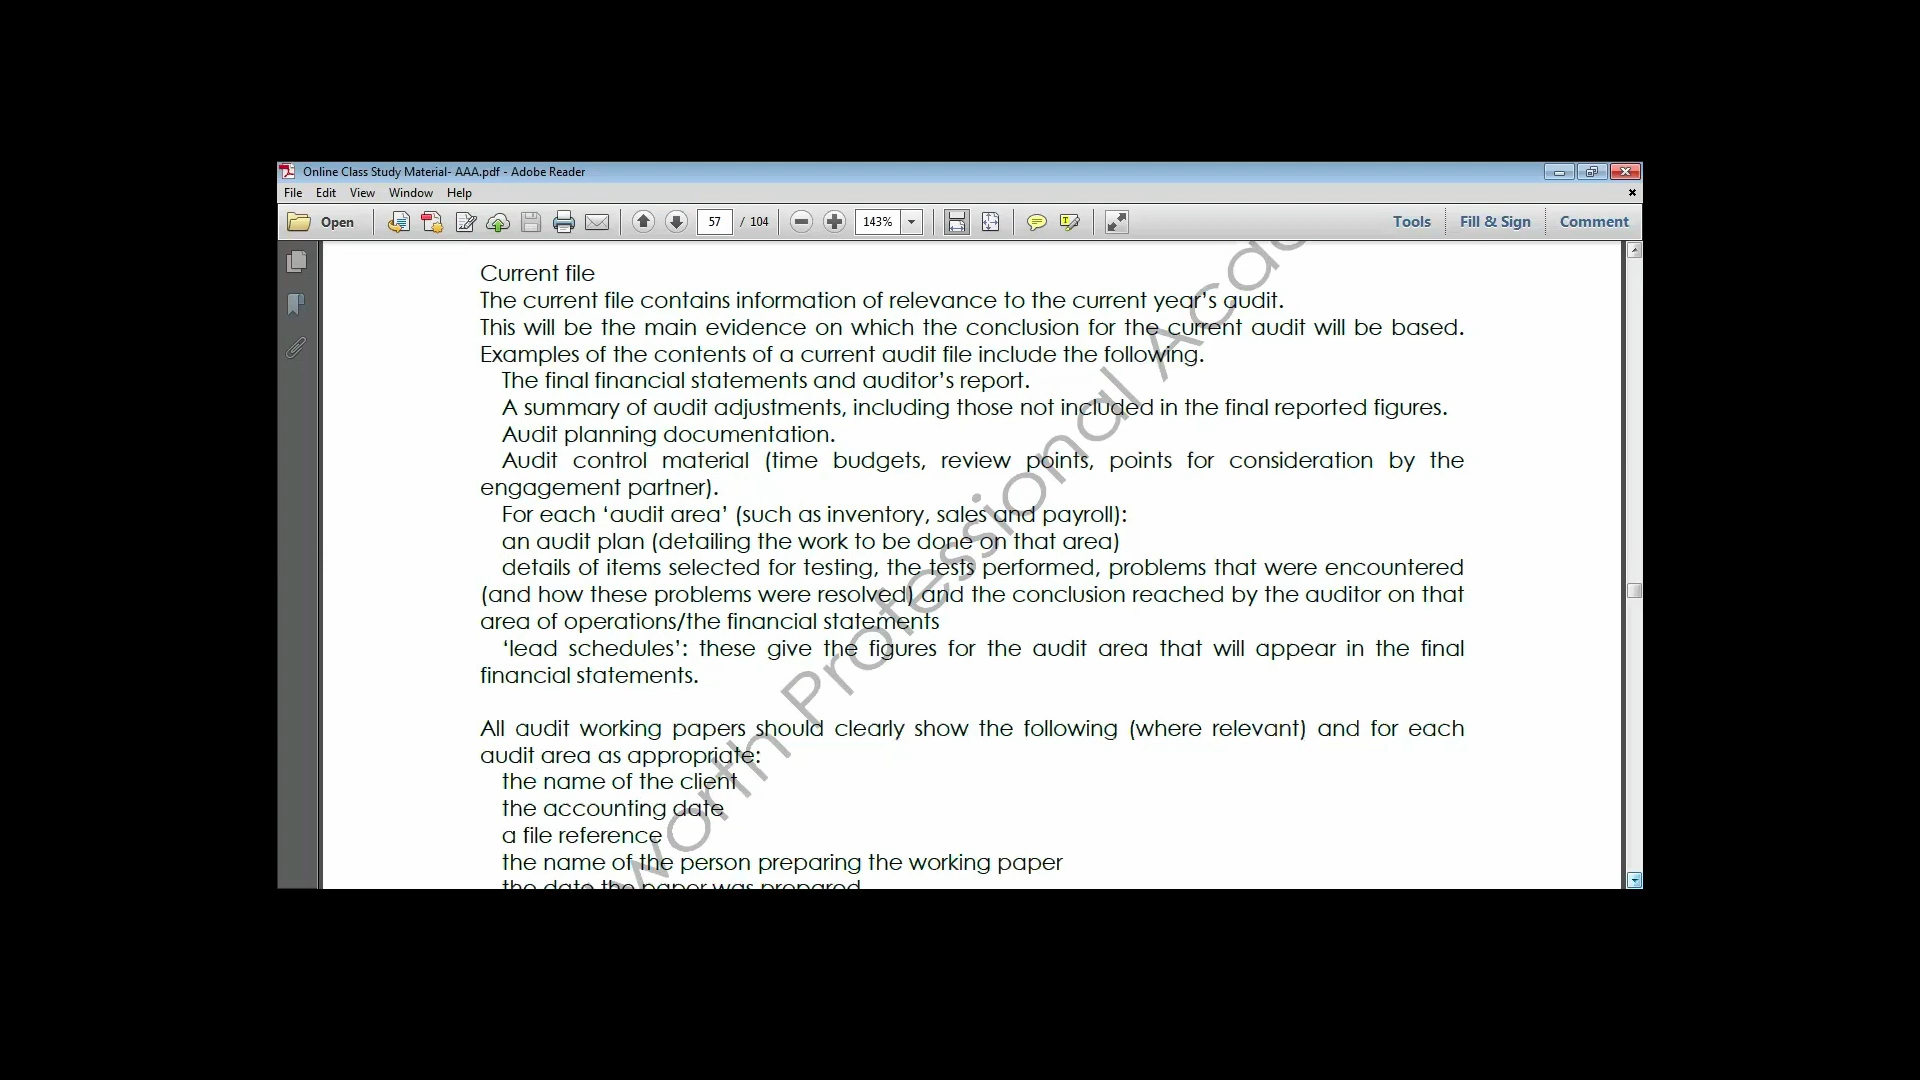 Online Class Study Material- AAA.pdf - Adobe Reader
File Edit View Window Help
Open 57 / 104 143% Tools Fill & Sign Comment
Current file
The current file contains information of relevance to the current year’s audit.
This will be the main evidence on which the conclusion for the current audit will be based.
Examples of the contents of a current audit file include the following.
The final financial statements and auditor’s report.
A summary of audit adjustments, including those not included in the final reported figures.
Audit planning documentation.
Audit control material (time budgets, review points, points for consideration by the
engagement partner).
For each ‘audit area’ (such as inventory, sales and payroll):
an audit plan (detailing the work to be done on that area)
details of items selected for testing, the tests performed, problems that were encountered
(and how these problems were resolved) and the conclusion reached by the auditor on that
area of operations/the financial statements
‘lead schedules’: these give the figures for the audit area that will appear in the final
financial statements.
All audit working papers should clearly show the following (where relevant) and for each
audit area as appropriate:
the name of the client
the accounting date
a file reference
the name of the person preparing the working paper
the date the paper was prepared
Professional